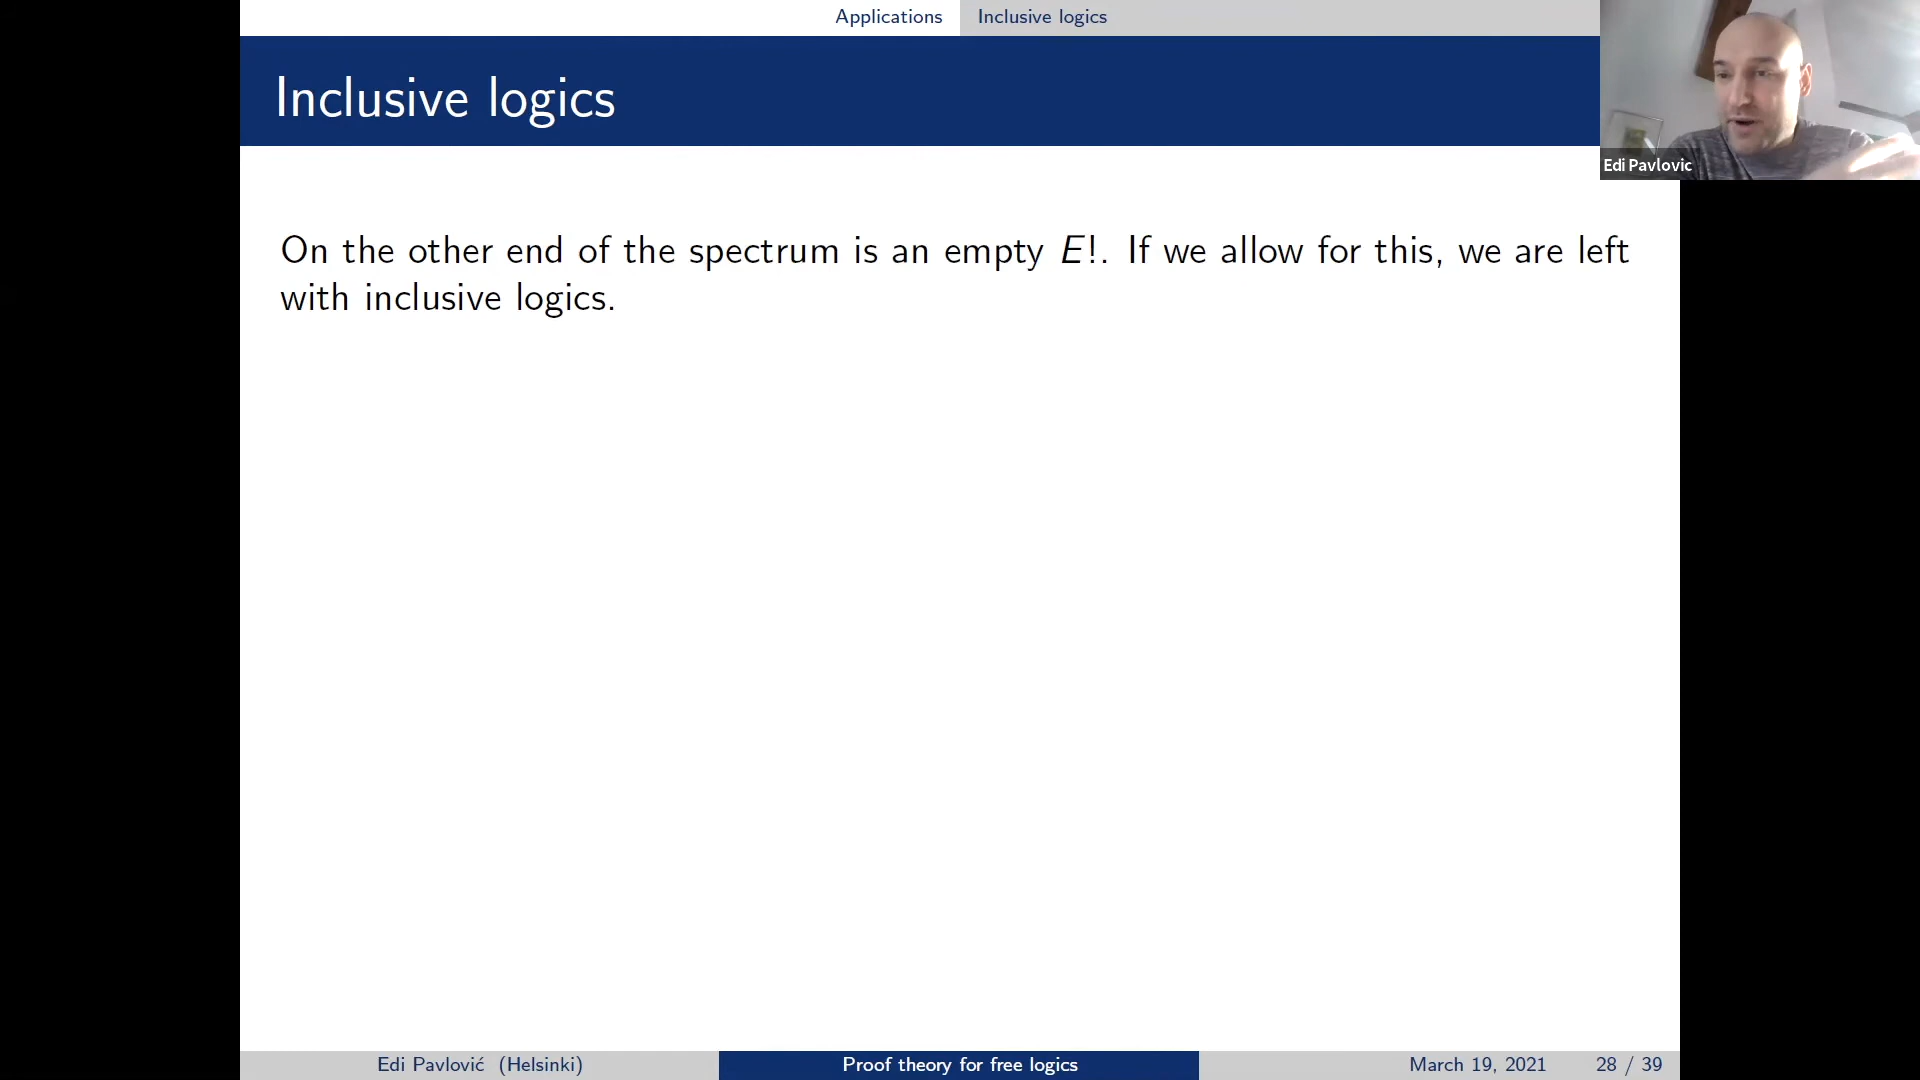 Applications Inclusive logics
Inclusive logics
Edi Pavlovic
On the other end of the spectrum is an empty E!. If we allow for this, we are left
with inclusive logics.
Edi Pavlović (Helsinki) Proof theory for free logics March 19, 2021 28 / 39